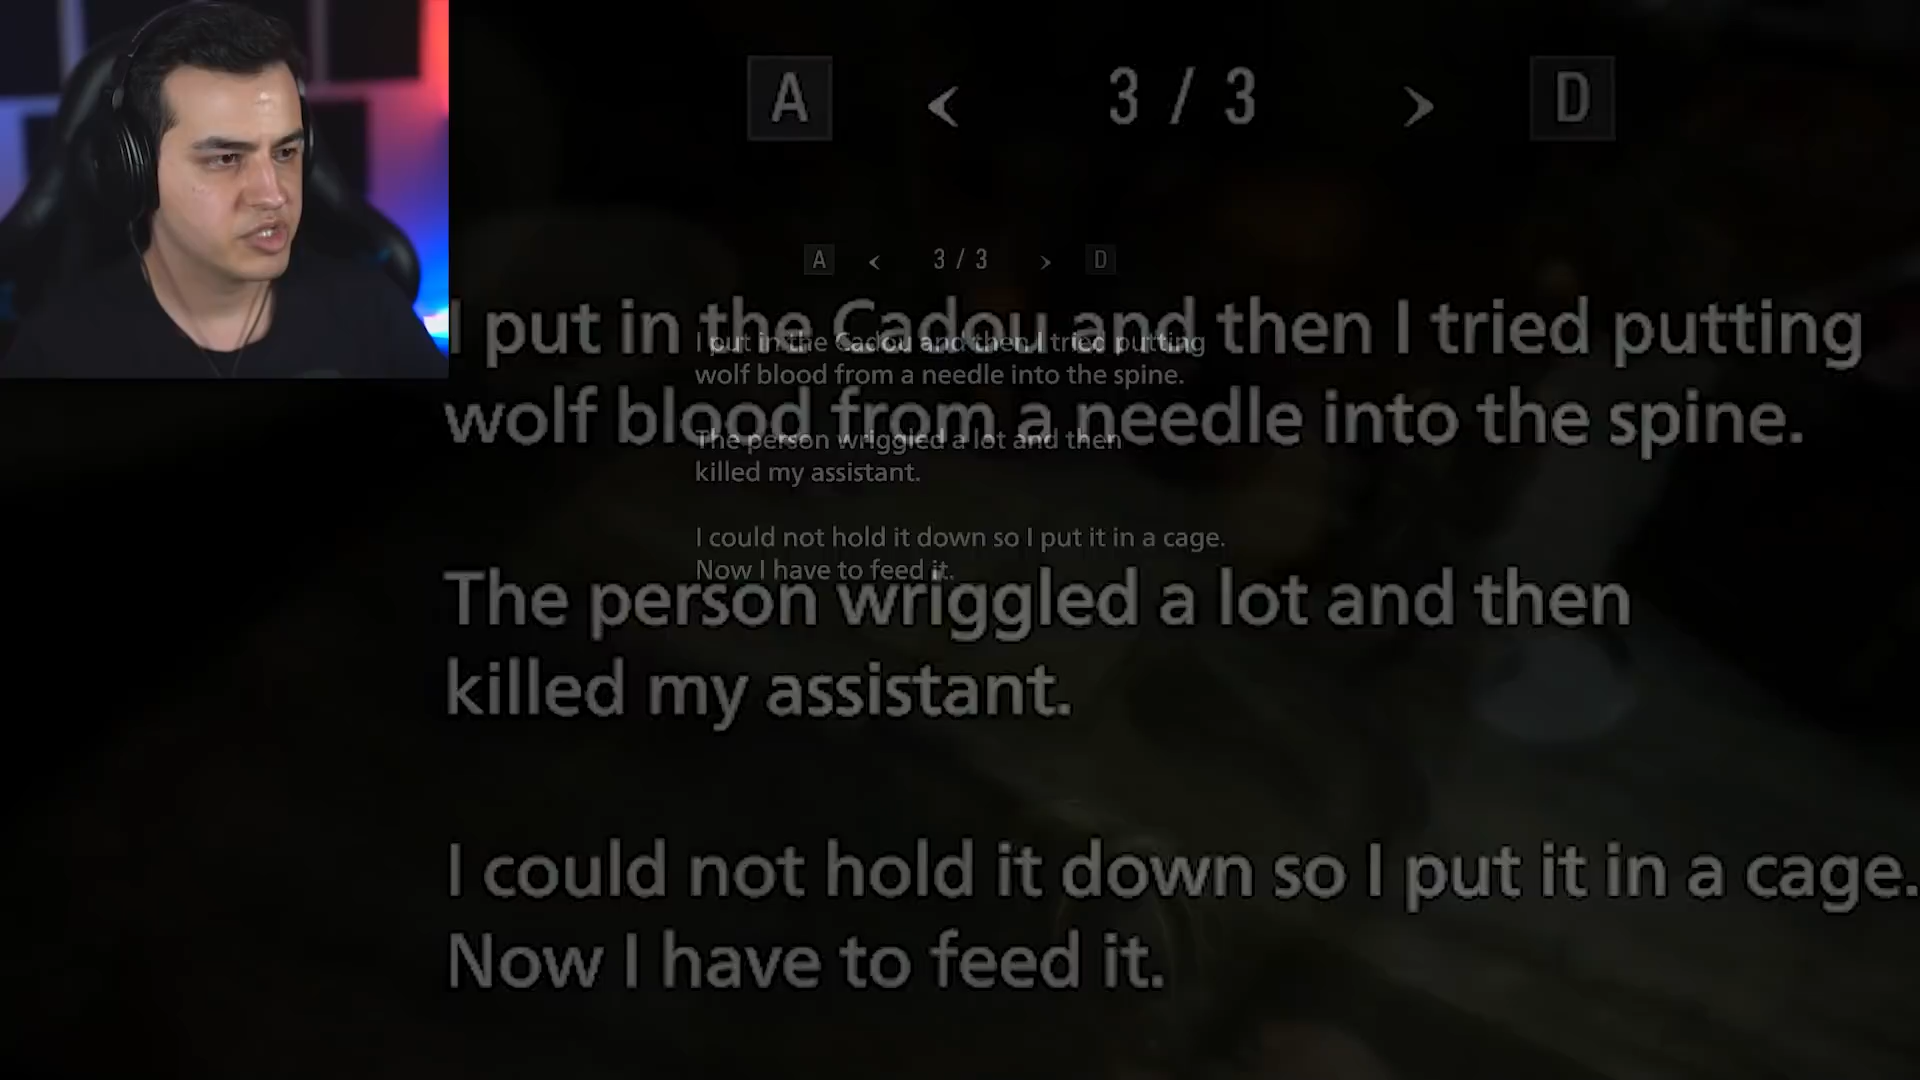 A < 3 / 3 > D
A < 3 / 3 > D
I put in the Cadou and then I tried putting
wolf blood from a needle into the spine.
The person wriggled a lot and then
killed my assistant.
I could not hold it down so I put it in a cage.
Now I have to feed it.
I put in the Cadou and then I tried putting
wolf blood from a needle into the spine.
The person wriggled a lot and then
killed my assistant.
I could not hold it down so I put it in a cage.
Now I have to feed it.